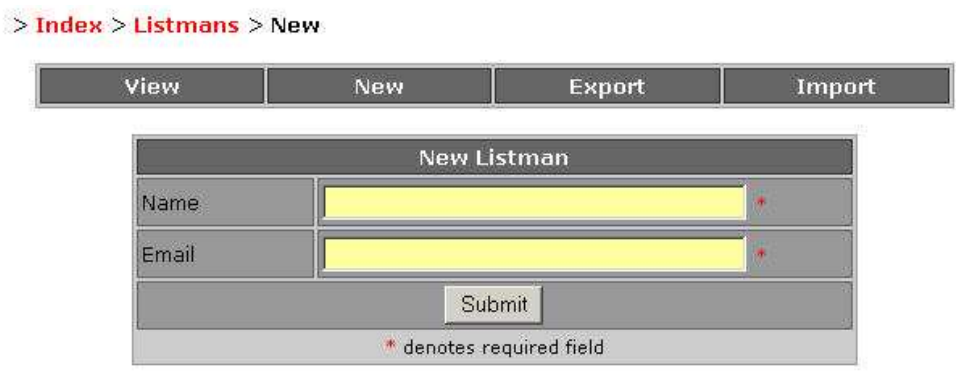 > Index > Listmans > New
View New Export Import
New Listman
Name *
Email *
Submit
* denotes required field